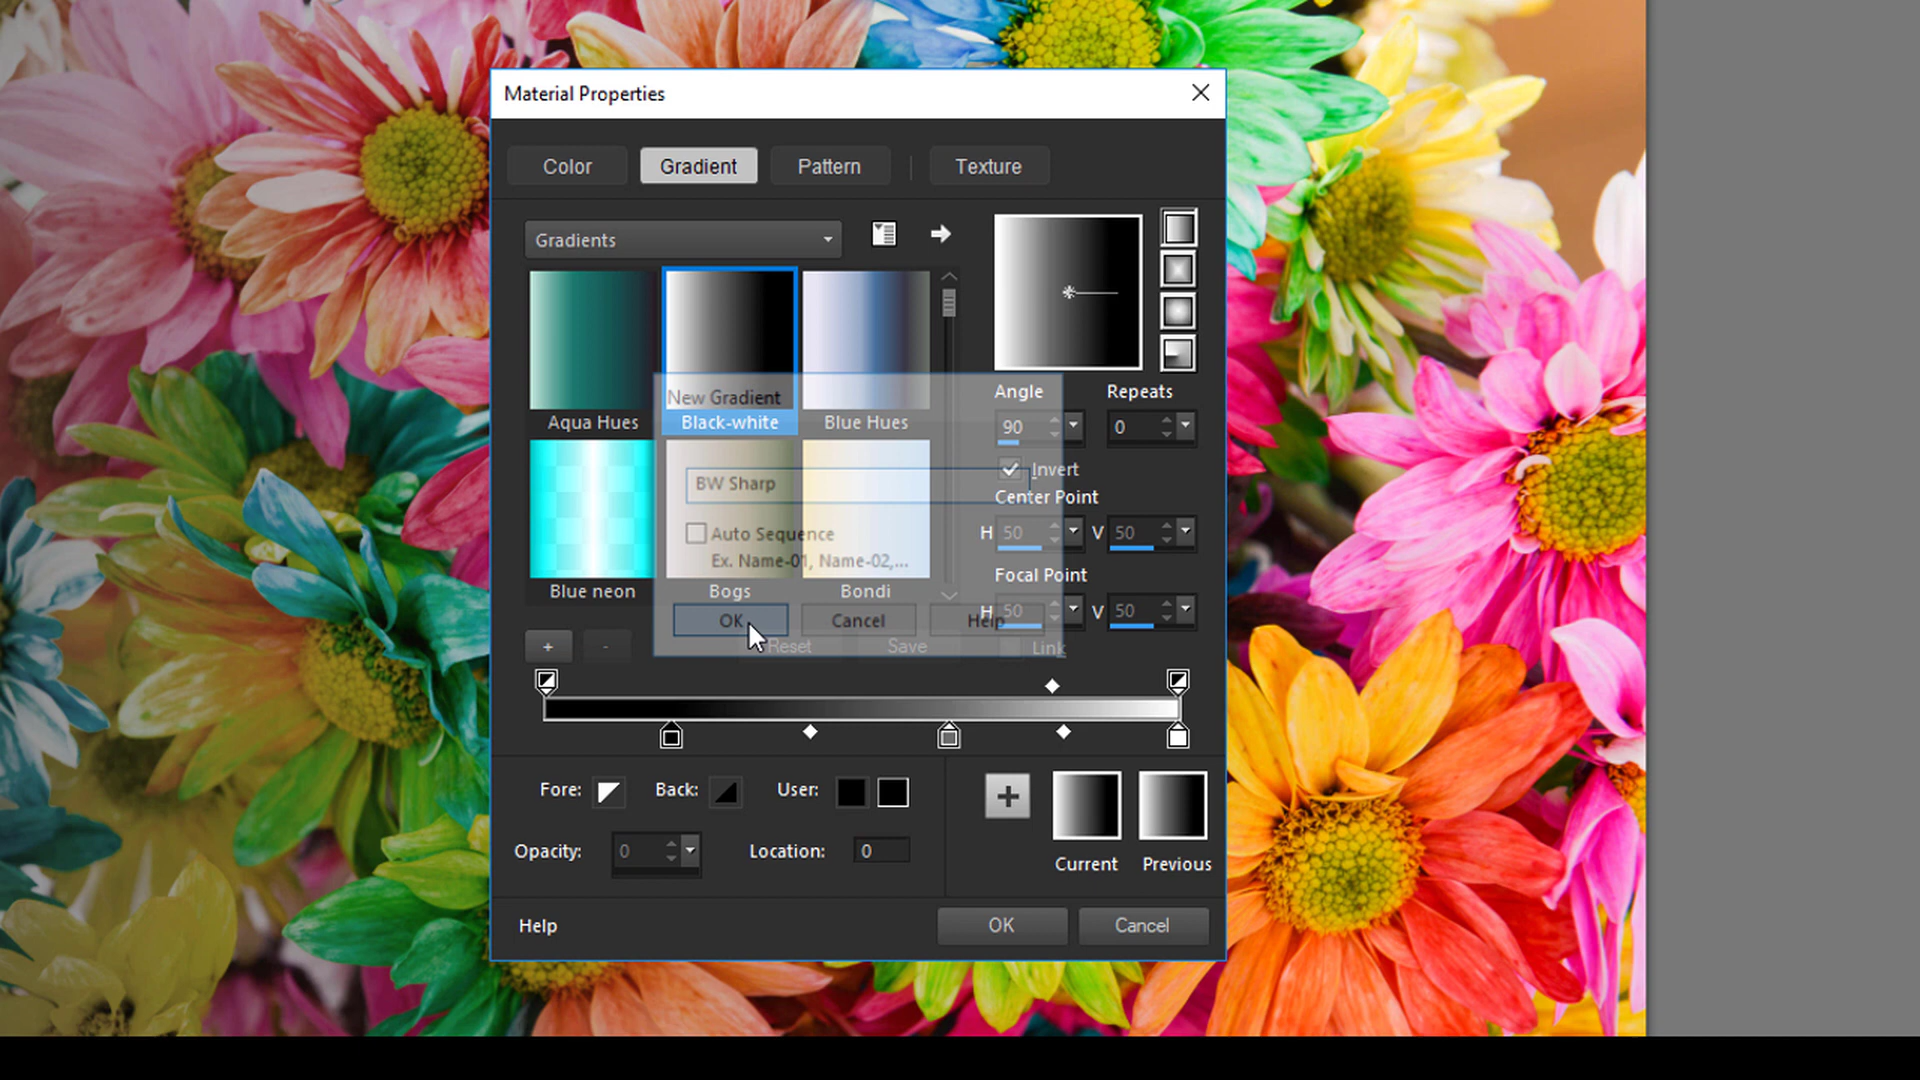 Material Properties
Color Gradient Pattern Texture
Gradients
Angle Repeats
New Gradient
Aqua Hues Black-white Blue Hues
90 0
Invert
BW Sharp
Center Point
Auto Sequence
H 50 V 50
Ex. Name-01, Name-02,...
Focal Point
Blue neon Bogs Bondi
H 50 V 50
OK Cancel Help
+ - Reset Save Link
Fore: Back: User:
Opacity: 0 Location: 0
Current Previous
Help OK Cancel